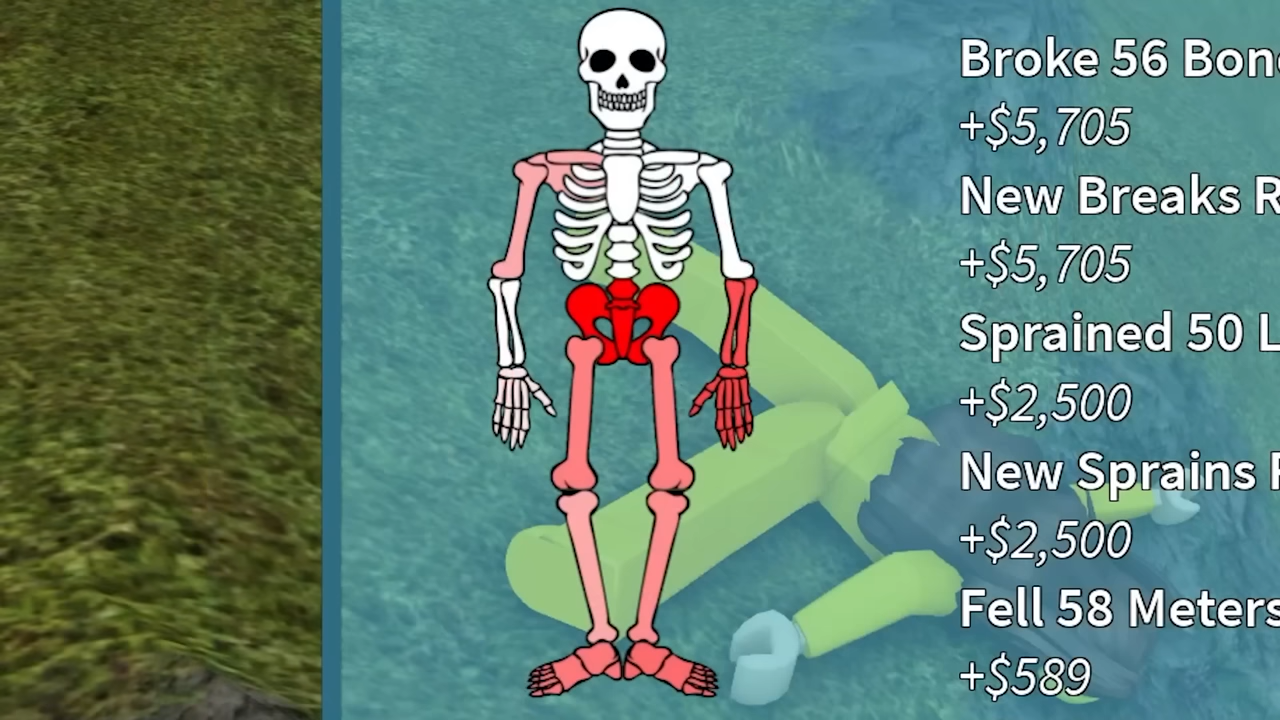 Broke 56 Bon
+$5,705
New Breaks R
+$5,705
Sprained 50 L
+$2,500
New Sprains
+$2,500
Fell 58 Meters
+$589